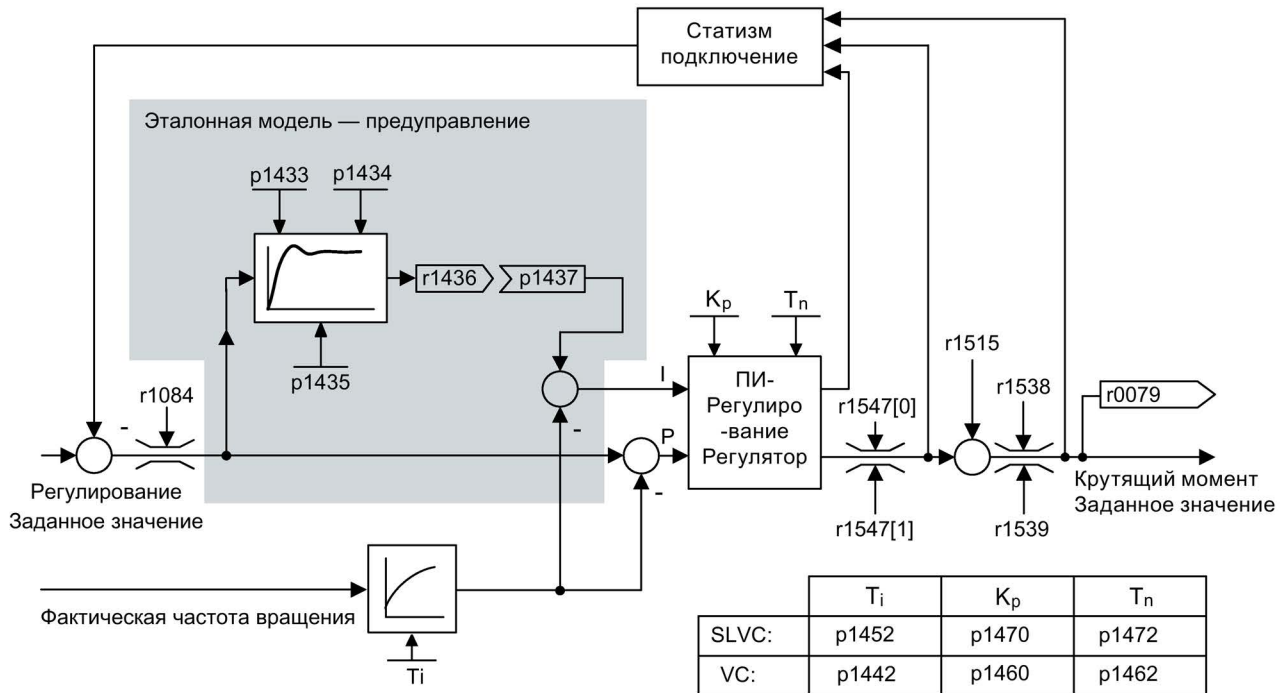 Статизм
подключение
Эталонная модель — предуправление
p1433
p1434
r1436
p1437
p1435
Kp
Tn
r1515
r1084
I
ПИ-
Регулиро
-вание
Регулятор
r1547[0]
r1538
r0079
-
-
P
-
Регулирование
Заданное значение
Крутящий момент
Заданное значение
r1547[1]
r1539
Фактическая частота вращения
Ti
Ti Kp Tn
SLVC: p1452 p1470 p1472
VC: p1442 p1460 p1462